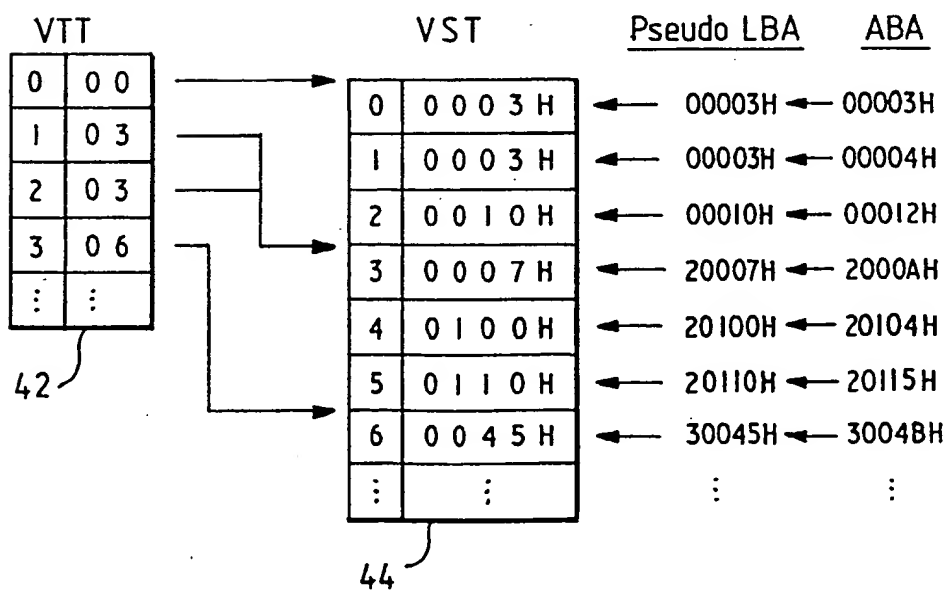 VTT VST Pseudo LBA ABA
0 00
1 03
2 03
3 06
⋮ ⋮
42
0 0003H 00003H 00003H
1 0003H 00003H 00004H
2 0010H 00010H 00012H
3 0007H 20007H 2000AH
4 0100H 20100H 20104H
5 0110H 20110H 20115H
6 0045H 30045H 3004BH
⋮ ⋮ ⋮ ⋮
44